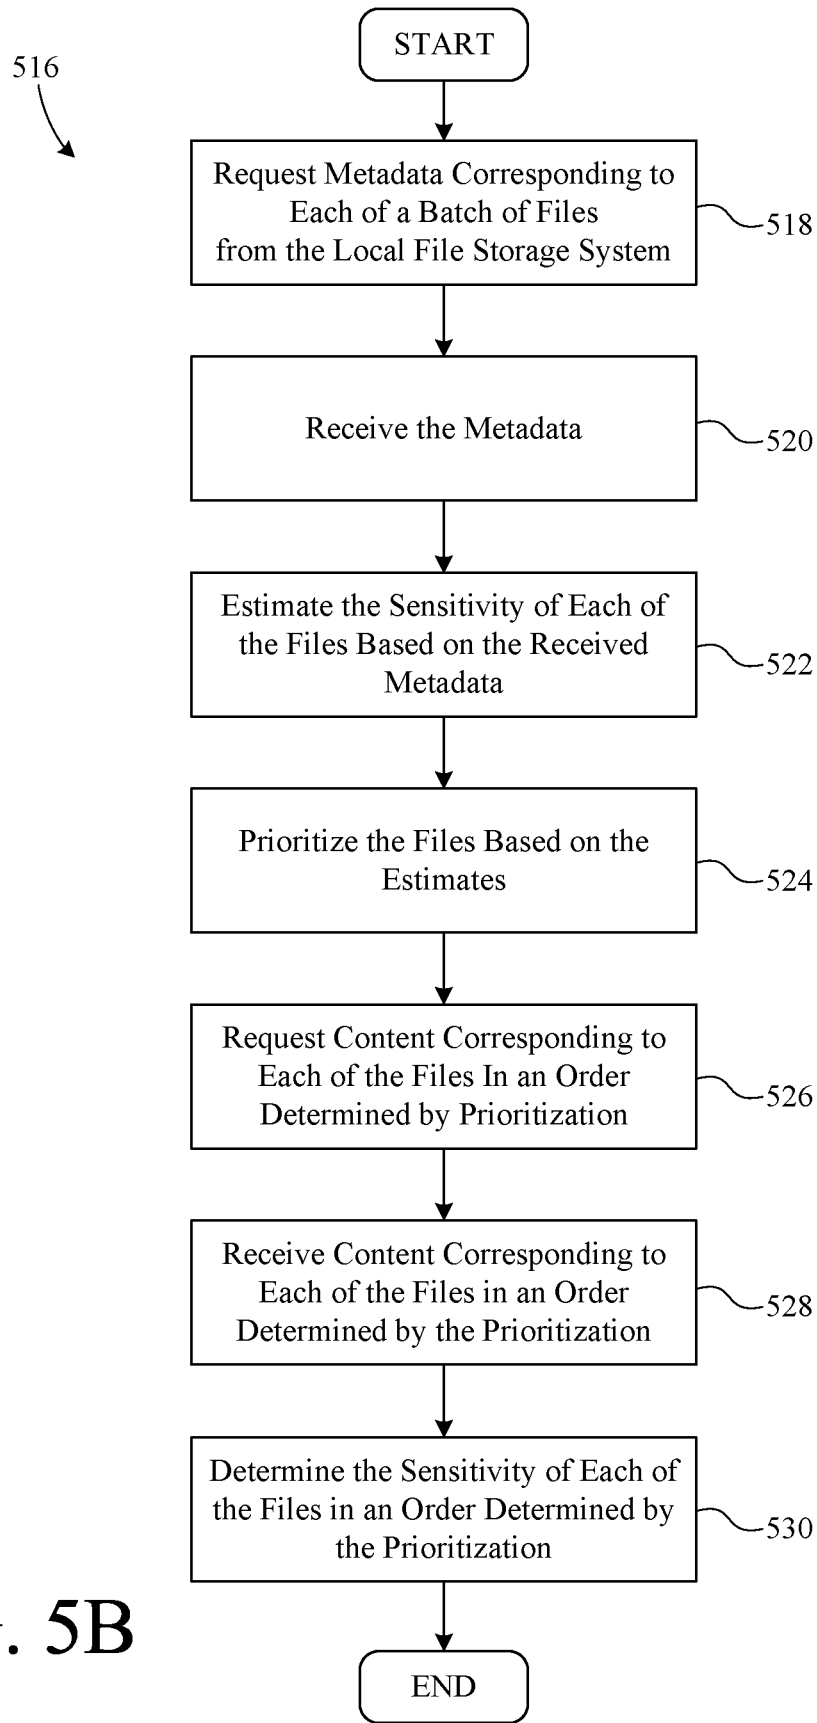 START
516
Request Metadada Corresponding to
Each of a Batch of Files
from the Local File Storage System
518
Receive the Metadada
520
Estimate the Sensitivity of Each of
the Files Based on the Received
Metadada
522
Prioritize the Files Based on the
Estimates
524
Request Content Corresponding to
Each of the Files In an Order
Determined by Prioritization
526
Receive Content Corresponding to
Each of the Files in an Order
Determined by the Prioritization
528
Determine the Sensitivity of Each of
the Files in an Order Determined by
the Prioritization
530
. 5B
END